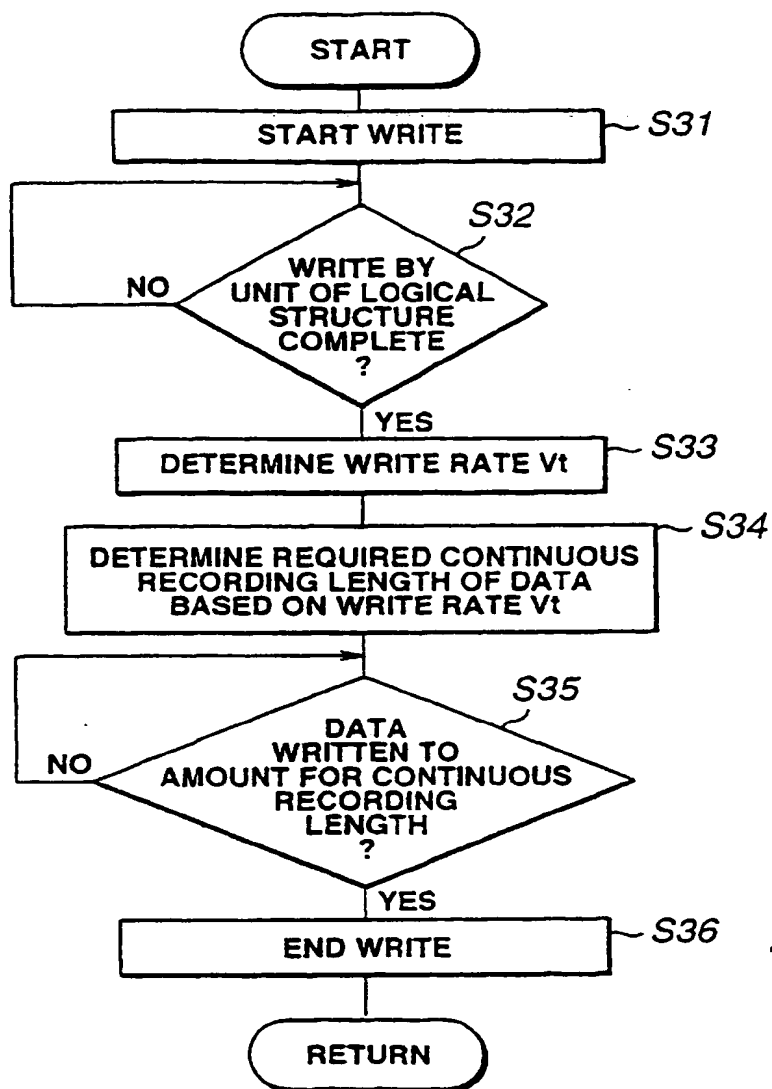 START
START WRITE
S31
S32
WRITE BY
UNIT OF LOGICAL
STRUCTURE
COMPLETE
?
NO
YES
DETERMINE WRITE RATE Vt
S33
S34
DETERMINE REQUIRED CONTINUOUS
RECORDING LENGTH OF DATA
BASED ON WRITE RATE Vt
S35
DATA
WRITTEN TO
AMOUNT FOR CONTINUOUS
RECORDING
LENGTH
?
NO
YES
END WRITE
S36
RETURN